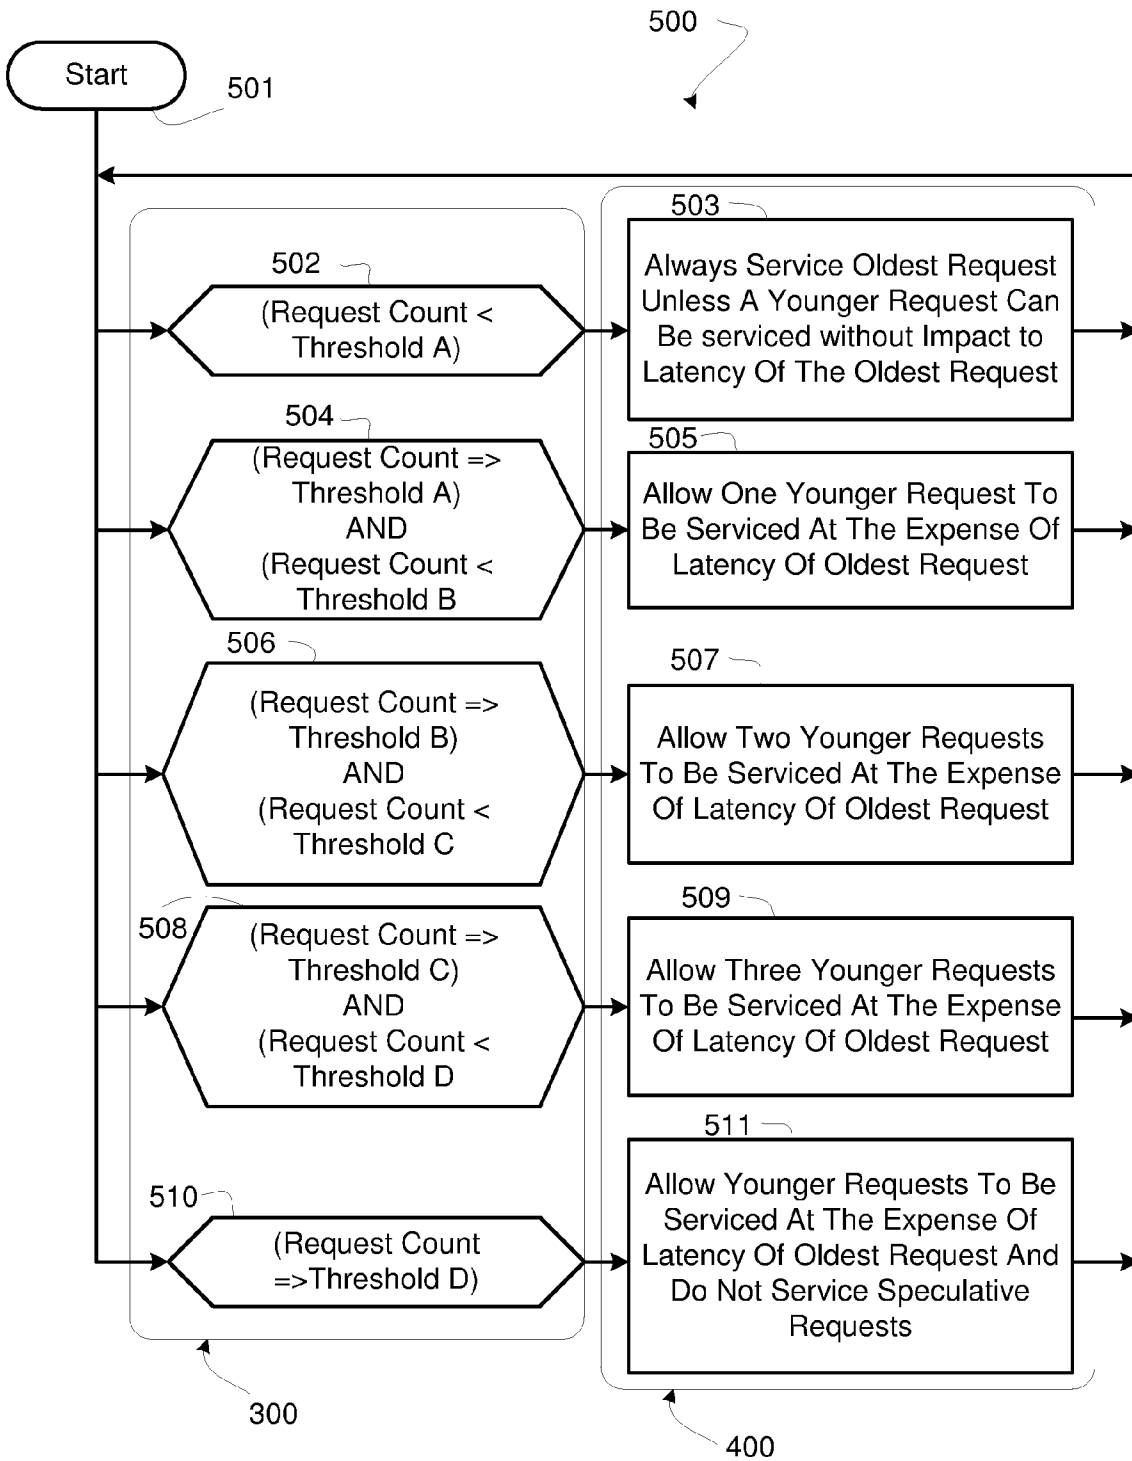 500
Start
501
503
502
Always Service Oldest Request
Unless A Younger Request Can
Be serviced without Impact to
Latency Of The Oldest Request
(Request Count <
Threshold A)
504
(Request Count =>
Threshold A)
AND
(Request Count <
Threshold B
505
Allow One Younger Request To
Be Serviced At The Expense Of
Latency Of Oldest Request
506
(Request Count =>
Threshold B)
AND
(Request Count <
Threshold C
507
Allow Two Younger Requests
To Be Serviced At The Expense
Of Latency Of Oldest Request
508
(Request Count =>
Threshold C)
AND
(Request Count <
Threshold D
509
Allow Three Younger Requests
To Be Serviced At The Expense
Of Latency Of Oldest Request
510
(Request Count
=>Threshold D)
511
Allow Younger Requests To Be
Serviced At The Expense Of
Latency Of Oldest Request And
Do Not Service Speculative
Requests
300
400